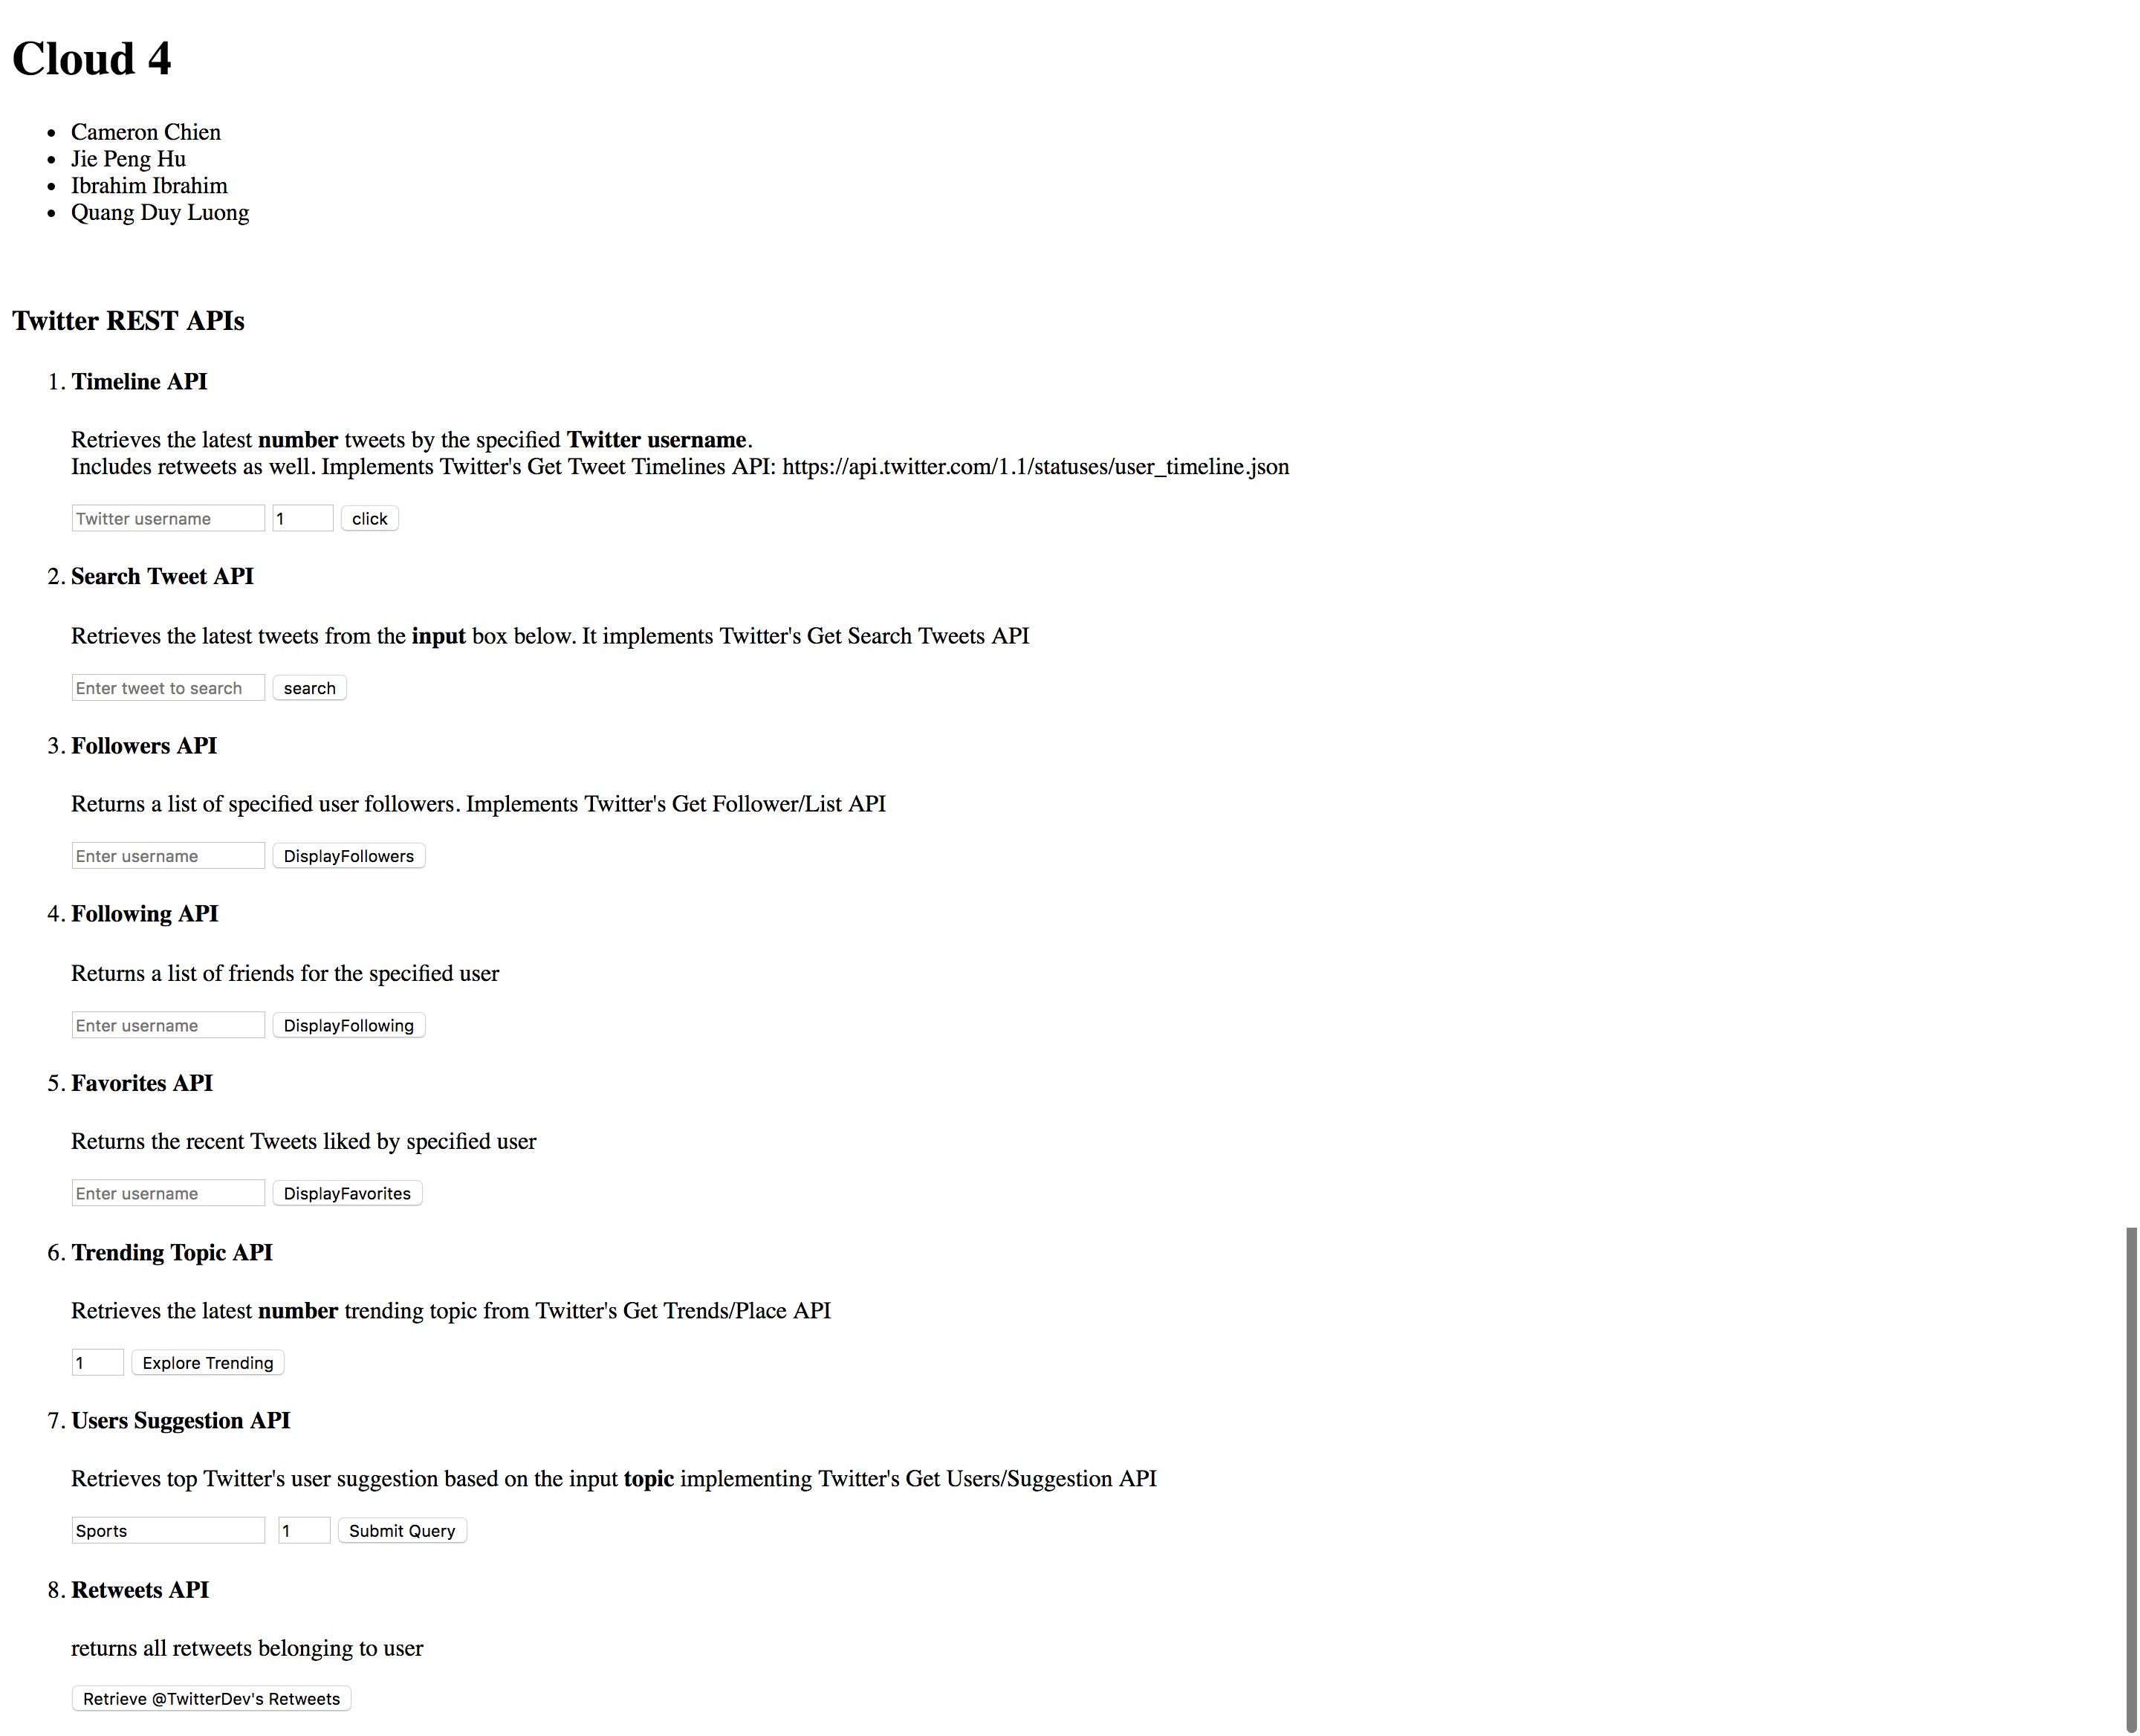 Cloud 4
• Cameron Chien
• Jie Peng Hu
• Ibrahim Ibrahim
• Quang Duy Luong
Twitter REST APIs
1. Timeline API
Retrieves the latest number tweets by the specified Twitter username.
Includes retweets as well. Implements Twitter's Get Tweet Timelines API: https://api.twitter.com/1.1/statuses/user_timeline.json
Twitter username 1 click
2. Search Tweet API
Retrieves the latest tweets from the input box below. It implements Twitter's Get Search Tweets API
Enter tweet to search search
3. Followers API
Returns a list of specified user followers. Implements Twitter's Get Follower/List API
Enter username DisplayFollowers
4. Following API
Returns a list of friends for the specified user
Enter username DisplayFollowing
5. Favorites API
Returns the recent Tweets liked by specified user
Enter username DisplayFavorites
6. Trending Topic API
Retrieves the latest number trending topic from Twitter's Get Trends/Place API
1 Explore Trending
7. Users Suggestion API
Retrieves top Twitter's user suggestion based on the input topic implementing Twitter's Get Users/Suggestion API
Sports 1 Submit Query
8. Retweets API
returns all retweets belonging to user
Retrieve @TwitterDev's Retweets